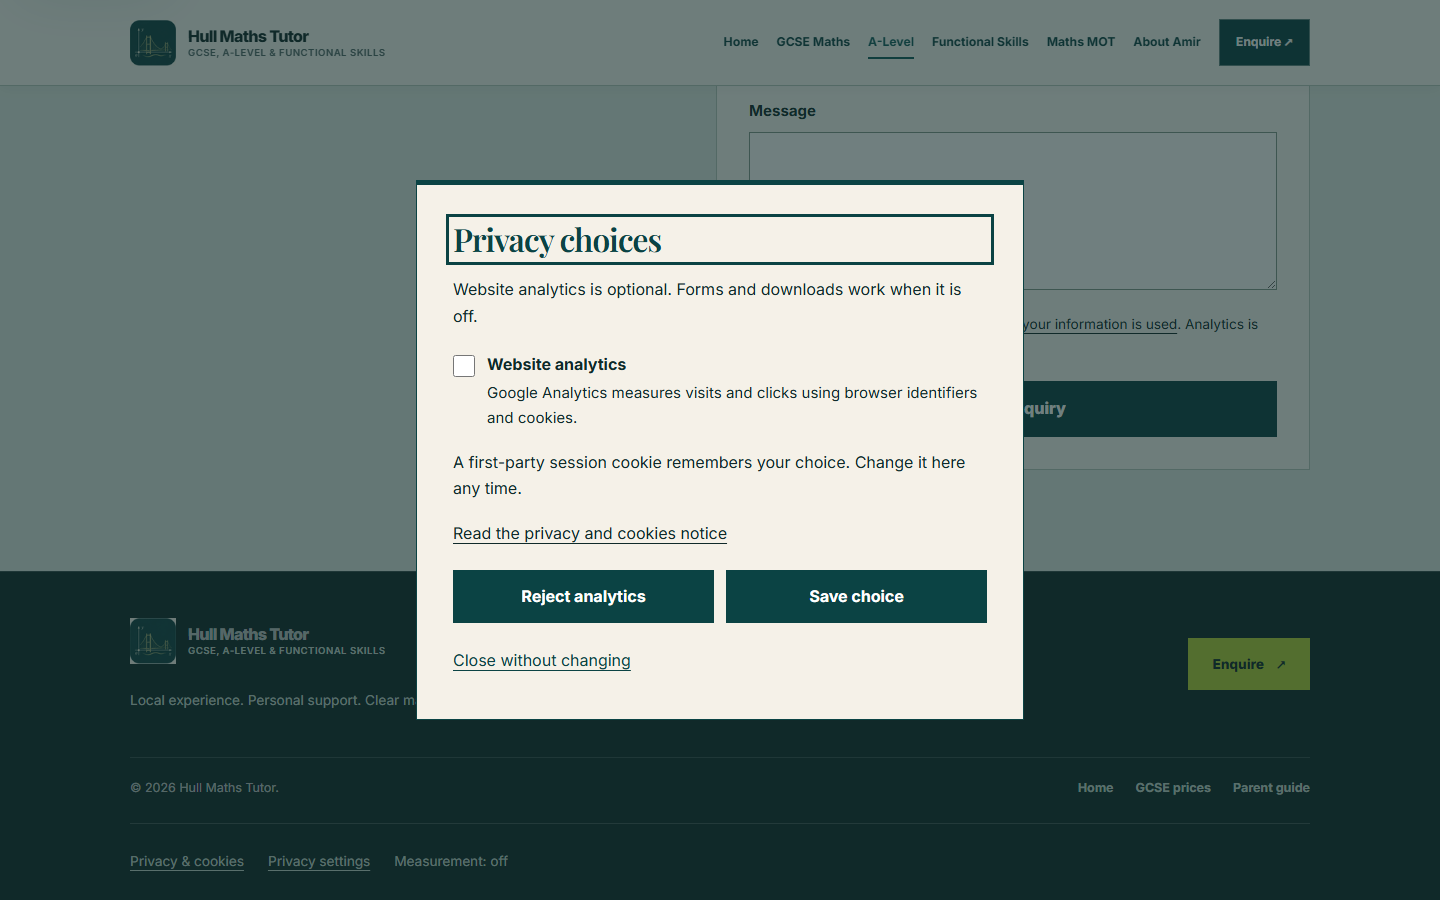 Hull Maths Tutor
GCSE, A-LEVEL & FUNCTIONAL SKILLS
Home GCSE Maths A-Level Functional Skills Maths MOT About Amir Enquire ↗
Message
your information is used. Analytics is
quiry
Privacy choices
Website analytics is optional. Forms and downloads work when it is
off.
Website analytics
Google Analytics measures visits and clicks using browser identifiers
and cookies.
A first-party session cookie remembers your choice. Change it here
any time.
Read the privacy and cookies notice
Reject analytics Save choice
Close without changing
Hull Maths Tutor
GCSE, A-LEVEL & FUNCTIONAL SKILLS
Enquire ↗
Local experience. Personal support. Clear m
© 2026 Hull Maths Tutor.
Home GCSE prices Parent guide
Privacy & cookies Privacy settings Measurement: off